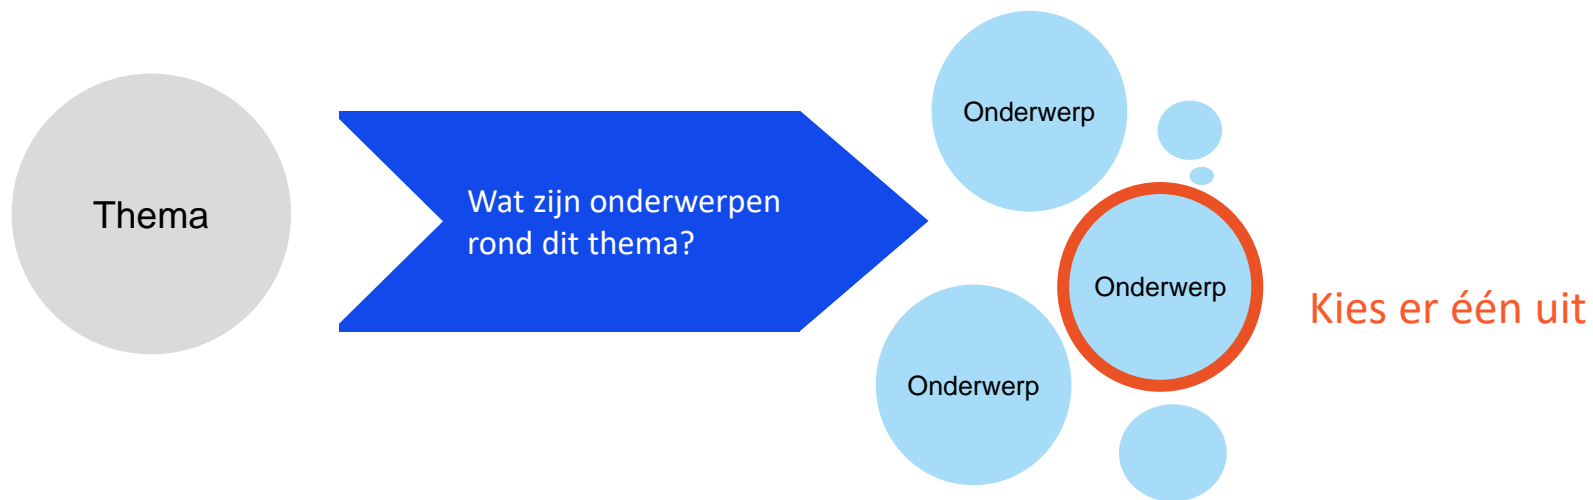 Thema
Wat zijn onderwerpen
rond dit thema?
Onderwerp
Onderwerp
Onderwerp
Kies er één uit